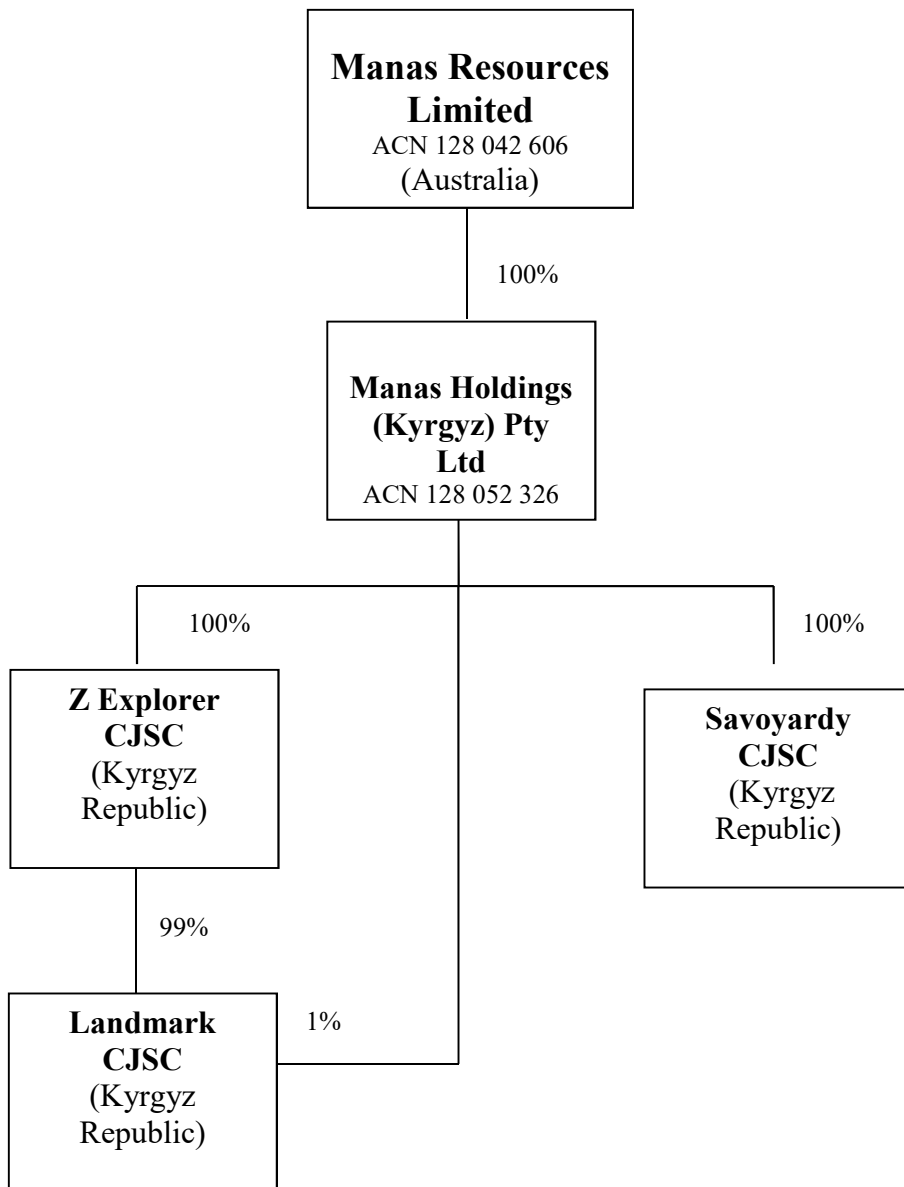 Manas Resources
Limited
ACN 128 042 606
(Australia)
100%
Manas Holdings
(Kyrgyz) Pty
Ltd
ACN 128 052 326
100%
100%
Z Explorer
CJSC
(Kyrgyz
Republic)
Savoyardy
CJSC
(Kyrgyz
Republic)
99%
Landmark
CJSC
(Kyrgyz
Republic)
1%